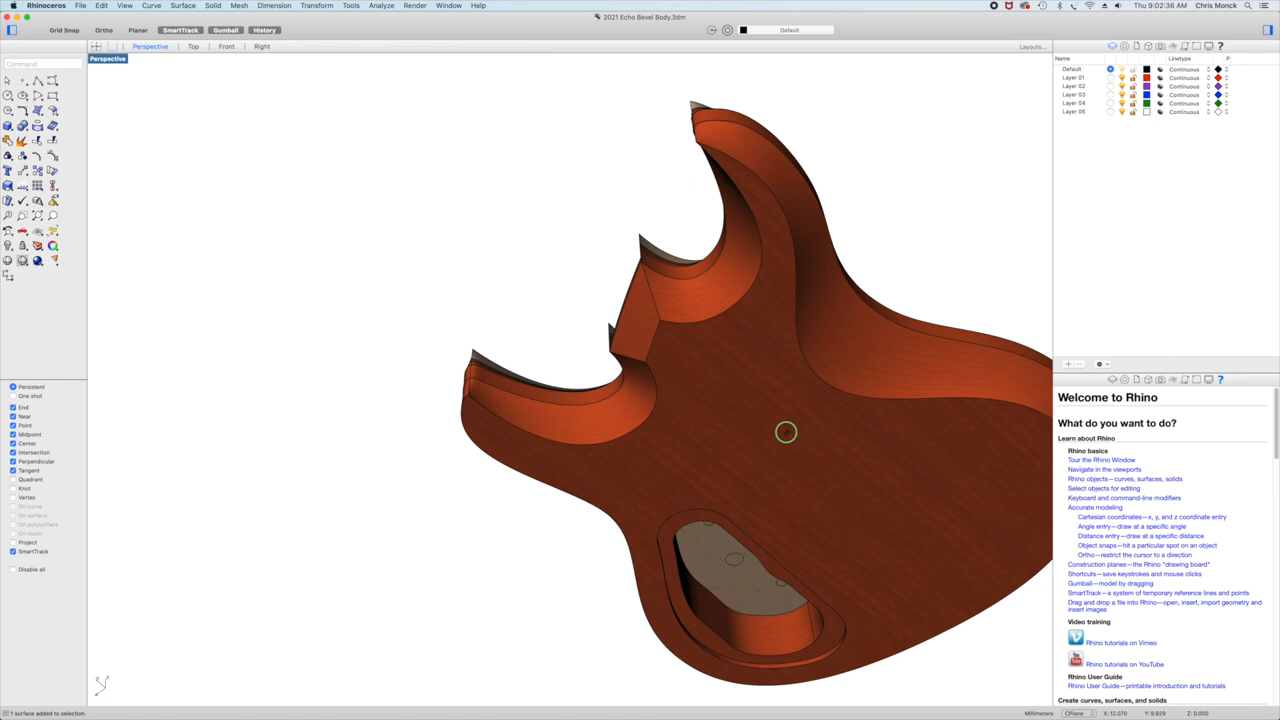 Rhinoceros File Edit View Curve Surface Solid Mesh Dimension Transform Tools Analyze Render Window Help Thu 9:02:36 AM Chris Monck
2021 Echo Bevel Body.3dm
Grid Snap Ortho Planar SmartTrack Gumball History Default
Perspective Top Front Right Layouts...
Perspective
Command
Name Linetype P
Default Continuous
Layer 01 Continuous
Layer 02 Continuous
Layer 03 Continuous
Layer 04 Continuous
Layer 05 Continuous
Persistent
One shot
End
Near
Point
Midpoint
Center
Intersection
Perpendicular
Tangent
Quadrant
Knot
Vertex
On curve
On surface
On polysurface
On mesh
Project
SmartTrack
Disable all
Welcome to Rhino
What do you want to do?
Learn about Rhino
Rhino basics
Tour the Rhino Window
Navigate in the viewports
Rhino objects—curves, surfaces, solids
Select objects for editing
Keyboard and command-line modifiers
Accurate modeling
Cartesian coordinates—x, y, and z coordinate entry
Angle entry—draw at a specific angle
Distance entry—draw at a specific distance
Object snaps—hit a particular spot on an object
Ortho—restrict the cursor to a direction
Construction planes—the Rhino "drawing board"
Shortcuts—save keystrokes and mouse clicks
Gumball—model by dragging
SmartTrack—a system of temporary reference lines and points
Drag and drop a file into Rhino—open, insert, import geometry and
insert images
Video training
Rhino tutorials on Vimeo
Rhino tutorials on YouTube
Rhino User Guide
Rhino User Guide—printable introduction and tutorials
Create curves, surfaces, and solids
1 surface added to selection.
Millimeters CPlane X: 12.070 Y: 9.929 Z: 0.000